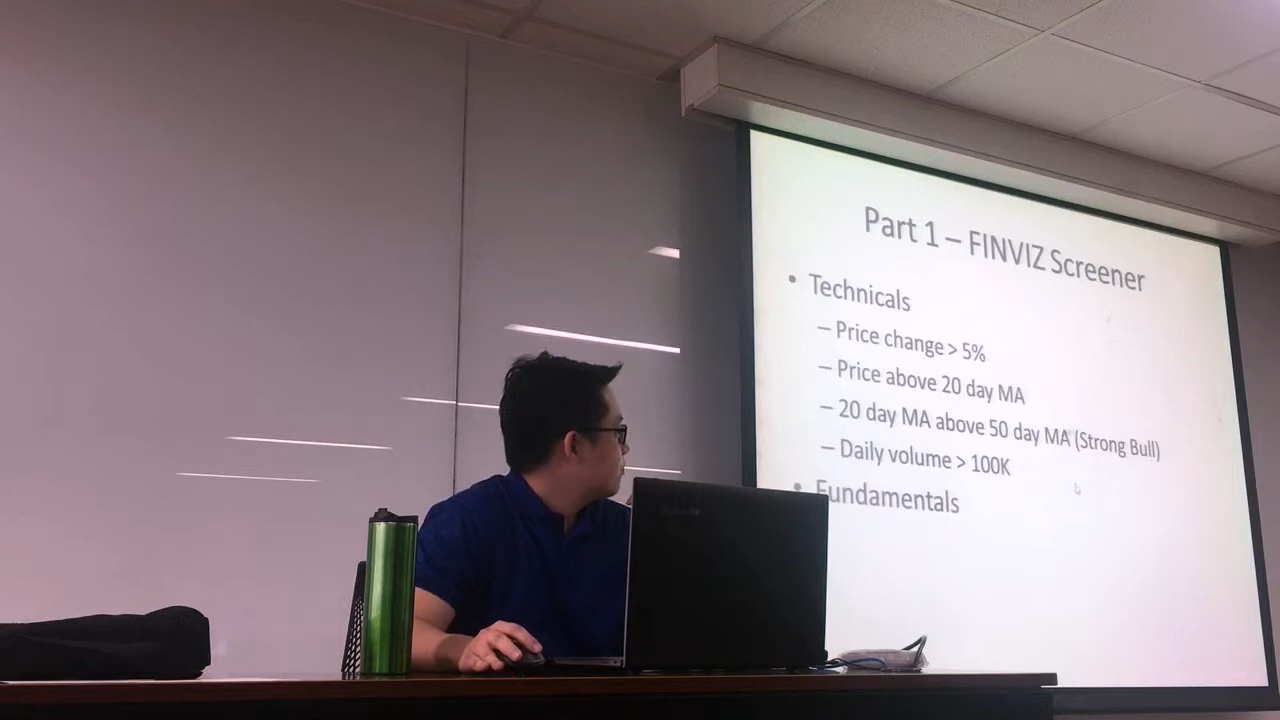 Part 1 – FINVIZ Screener
• Technicals
– Price change > 5%
– Price above 20 day MA
– 20 day MA above 50 day MA (Strong Bull)
– Daily volume > 100K
• Fundamentals